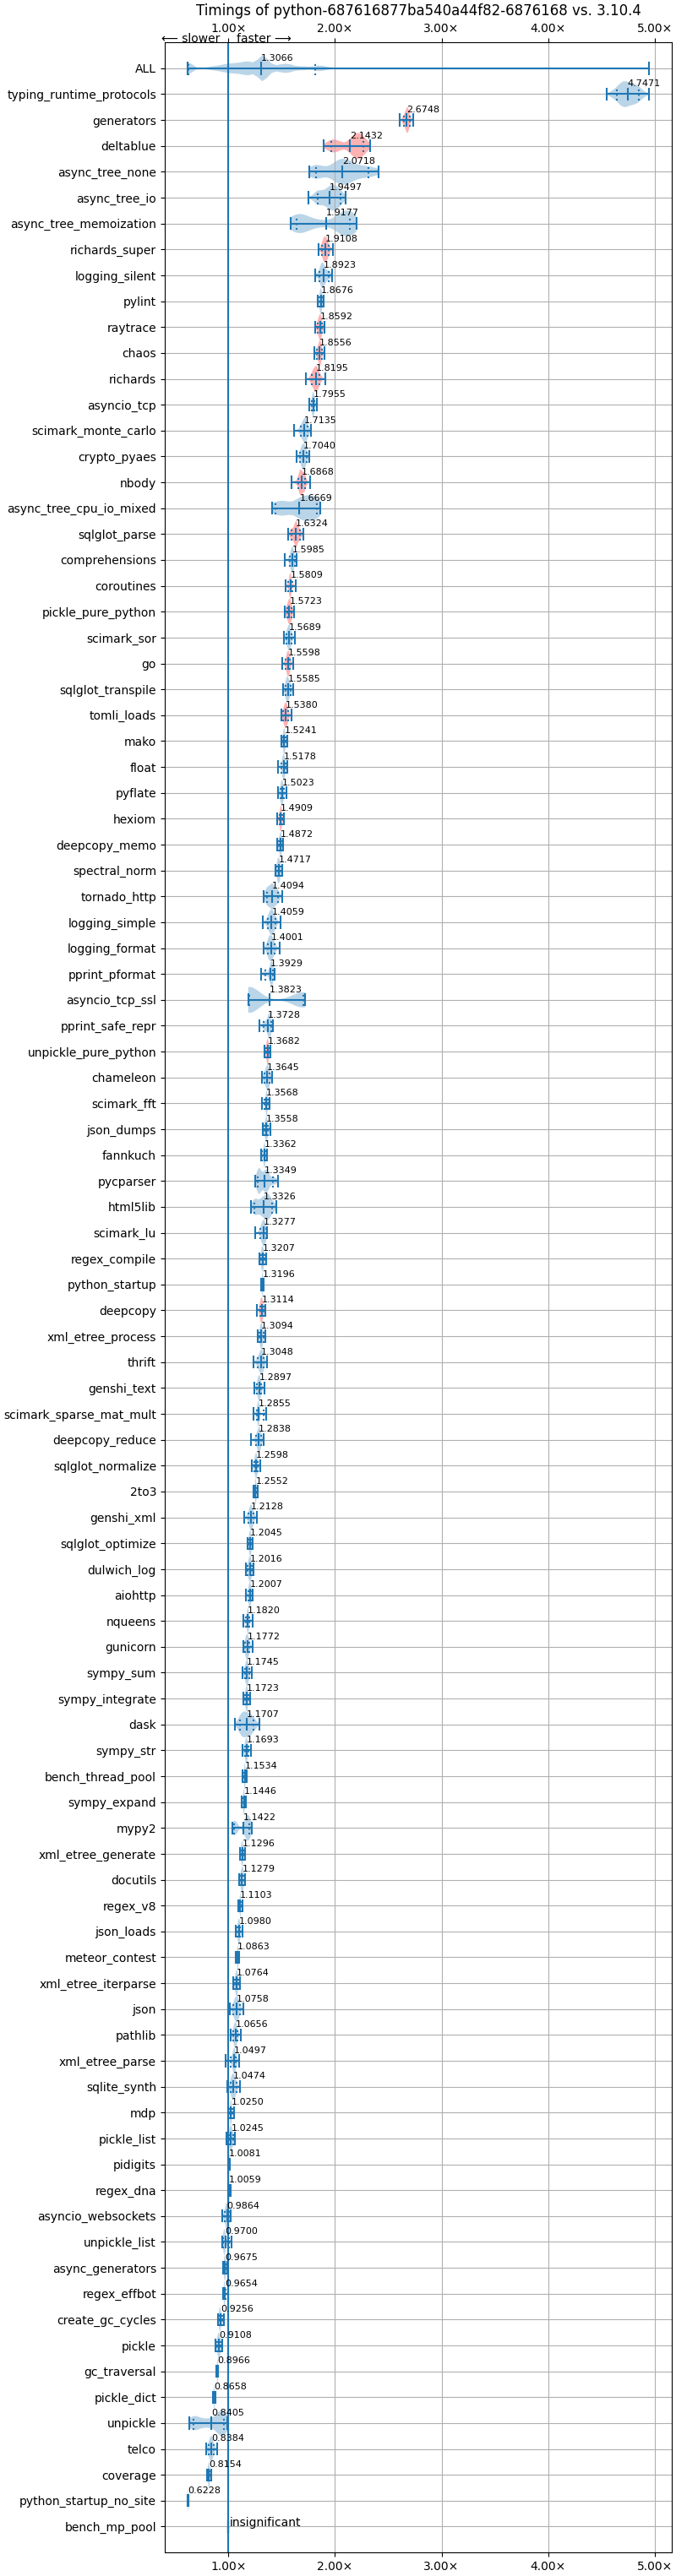 Timings of python-687616877ba540a44f82-6876168 vs. 3.10.4
1.00× 2.00× 3.00× 4.00× 5.00×
⟵ slower faster ⟶
ALL 1.3066
typing_runtime_protocols 4.7471
generators 2.6748
deltablue 2.1432
async_tree_none 2.0718
async_tree_io 1.9497
async_tree_memoization 1.9177
richards_super 1.9108
logging_silent 1.8923
pylint 1.8676
raytrace 1.8592
chaos 1.8556
richards 1.8195
asyncio_tcp 1.7955
scimark_monte_carlo 1.7135
crypto_pyaes 1.7040
nbody 1.6868
async_tree_cpu_io_mixed 1.6669
sqlglot_parse 1.6324
comprehensions 1.5985
coroutines 1.5809
pickle_pure_python 1.5723
scimark_sor 1.5689
go 1.5598
sqlglot_transpile 1.5585
tomli_loads 1.5380
mako 1.5241
float 1.5178
pyflate 1.5023
hexiom 1.4909
deepcopy_memo 1.4872
spectral_norm 1.4717
tornado_http 1.4094
logging_simple 1.4059
logging_format 1.4001
pprint_pformat 1.3929
asyncio_tcp_ssl 1.3823
pprint_safe_repr 1.3728
unpickle_pure_python 1.3682
chameleon 1.3645
scimark_fft 1.3568
json_dumps 1.3558
fannkuch 1.3362
pycparser 1.3349
html5lib 1.3326
scimark_lu 1.3277
regex_compile 1.3207
python_startup 1.3196
deepcopy 1.3114
xml_etree_process 1.3094
thrift 1.3048
genshi_text 1.2897
scimark_sparse_mat_mult 1.2855
deepcopy_reduce 1.2838
sqlglot_normalize 1.2598
2to3 1.2552
genshi_xml 1.2128
sqlglot_optimize 1.2045
dulwich_log 1.2016
aiohttp 1.2007
nqueens 1.1820
gunicorn 1.1772
sympy_sum 1.1745
sympy_integrate 1.1723
dask 1.1707
sympy_str 1.1693
bench_thread_pool 1.1534
sympy_expand 1.1446
mypy2 1.1422
xml_etree_generate 1.1296
docutils 1.1279
regex_v8 1.1103
json_loads 1.0980
meteor_contest 1.0863
xml_etree_iterparse 1.0764
json 1.0758
pathlib 1.0656
xml_etree_parse 1.0497
sqlite_synth 1.0474
mdp 1.0250
pickle_list 1.0245
pidigits 1.0081
regex_dna 1.0059
asyncio_websockets 0.9864
unpickle_list 0.9700
async_generators 0.9675
regex_effbot 0.9654
create_gc_cycles 0.9256
pickle 0.9108
gc_traversal 0.8966
pickle_dict 0.8658
unpickle 0.8405
telco 0.8384
coverage 0.8154
python_startup_no_site 0.6228
bench_mp_pool insignificant
1.00× 2.00× 3.00× 4.00× 5.00×